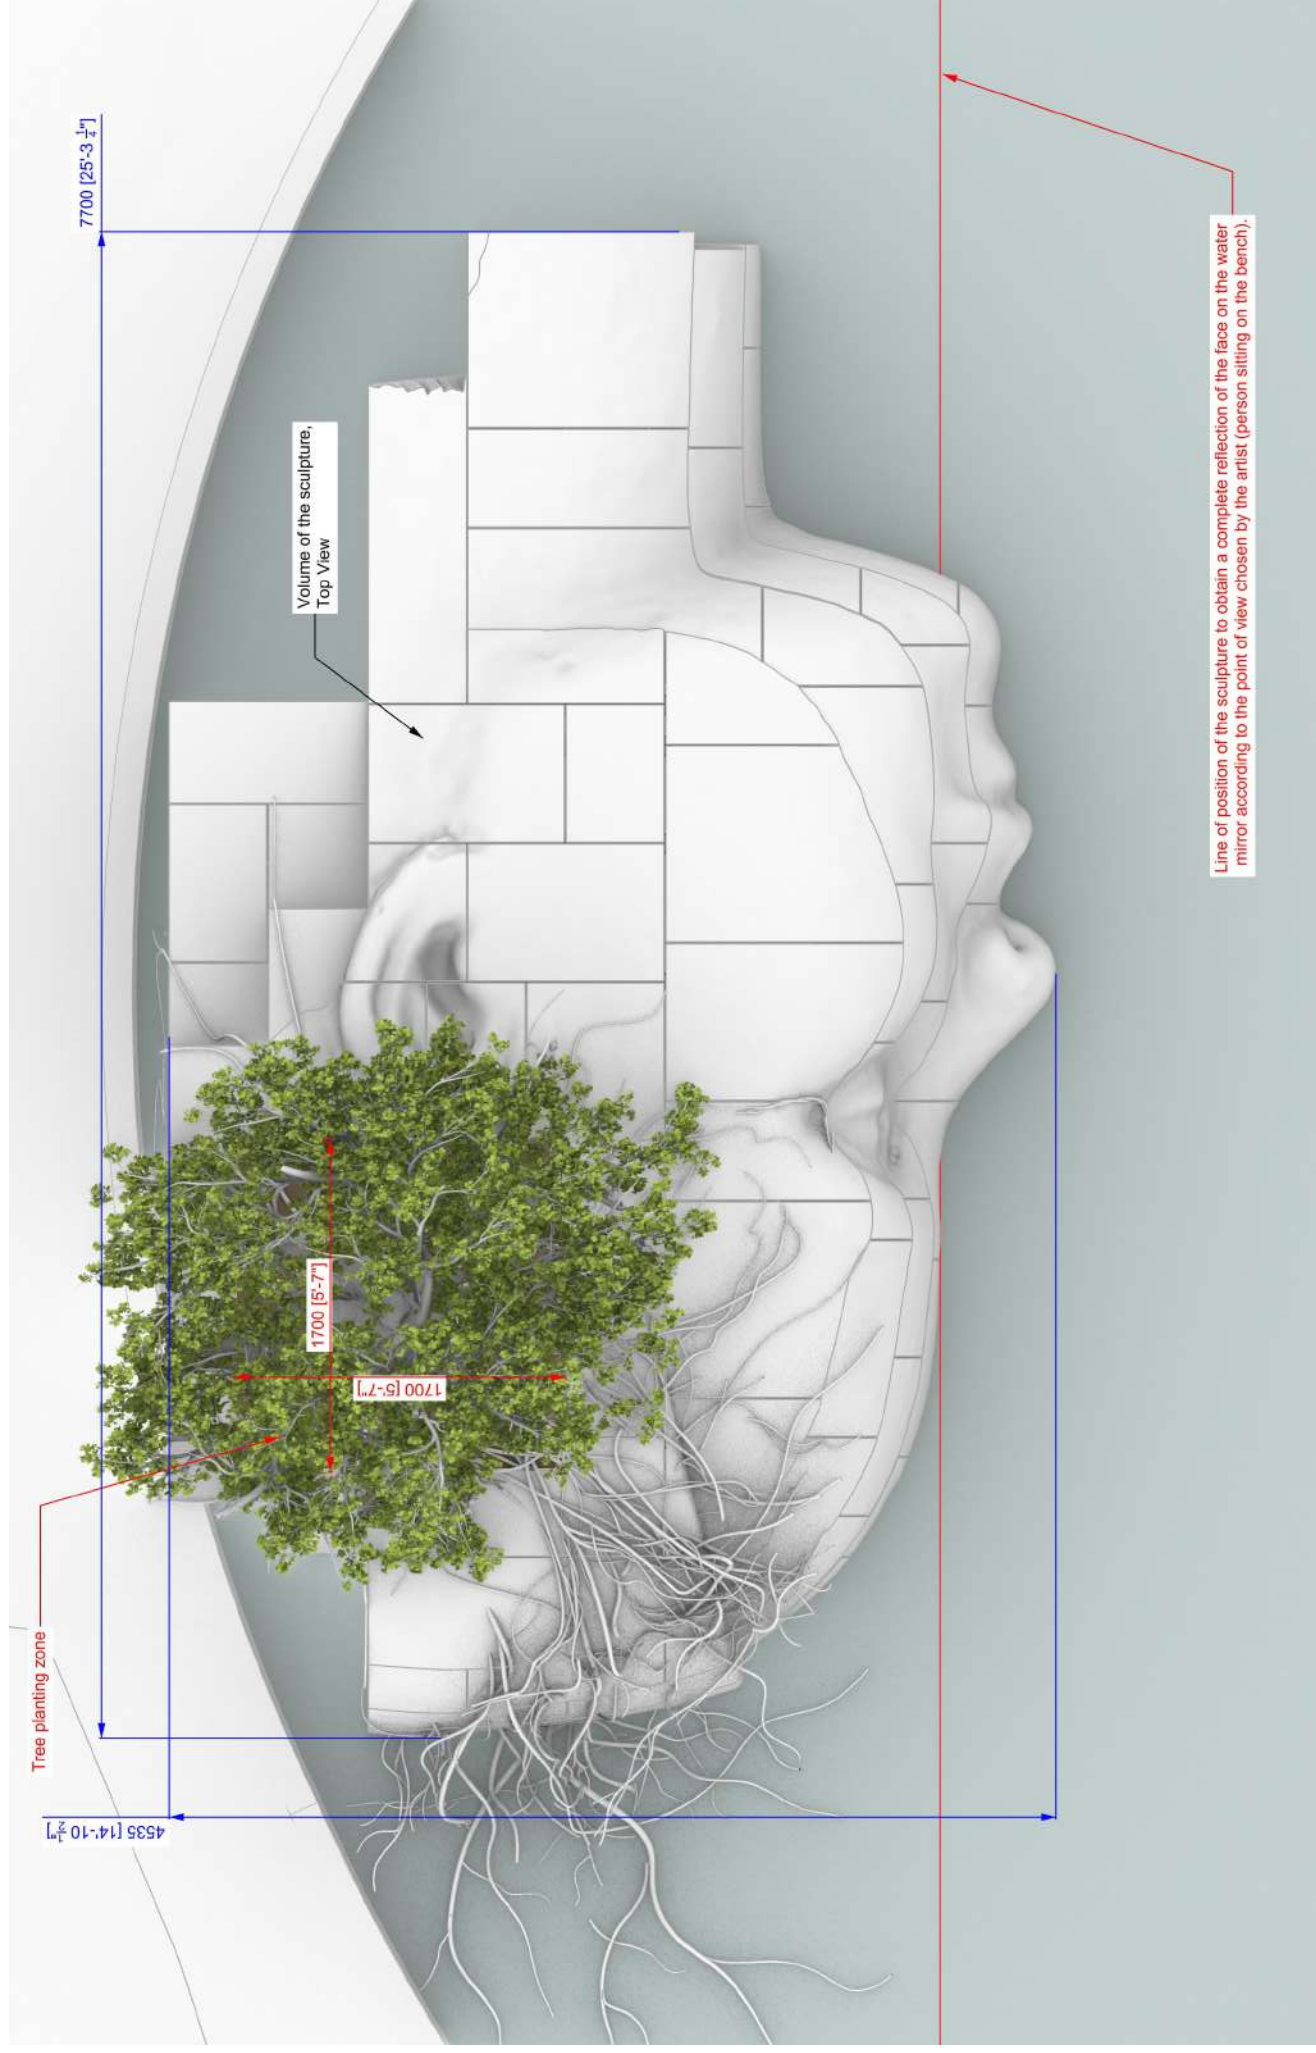 7700 [25'-3 1/4"]
Volume of the sculpture,
Top View
Line of position of the sculpture to obtain a complete reflection of the face on the water
mirror according to the point of view chosen by the artist (person sitting on the bench).
1700 [5'-7"]
1700 [5'-7"]
Tree planting zone
4535 [14'-10 1/2"]